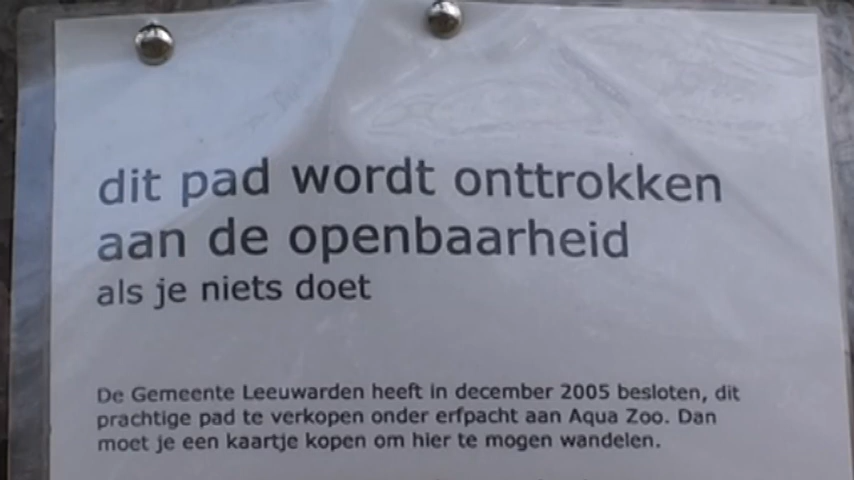 dit pad wordt onttrokken
aan de openbaarheid
als je niets doet
De Gemeente Leeuwarden heeft in december 2005 besloten, dit
prachtige pad te verkopen onder erfpacht aan Aqua Zoo. Dan
moet je een kaartje kopen om hier te mogen wandelen.